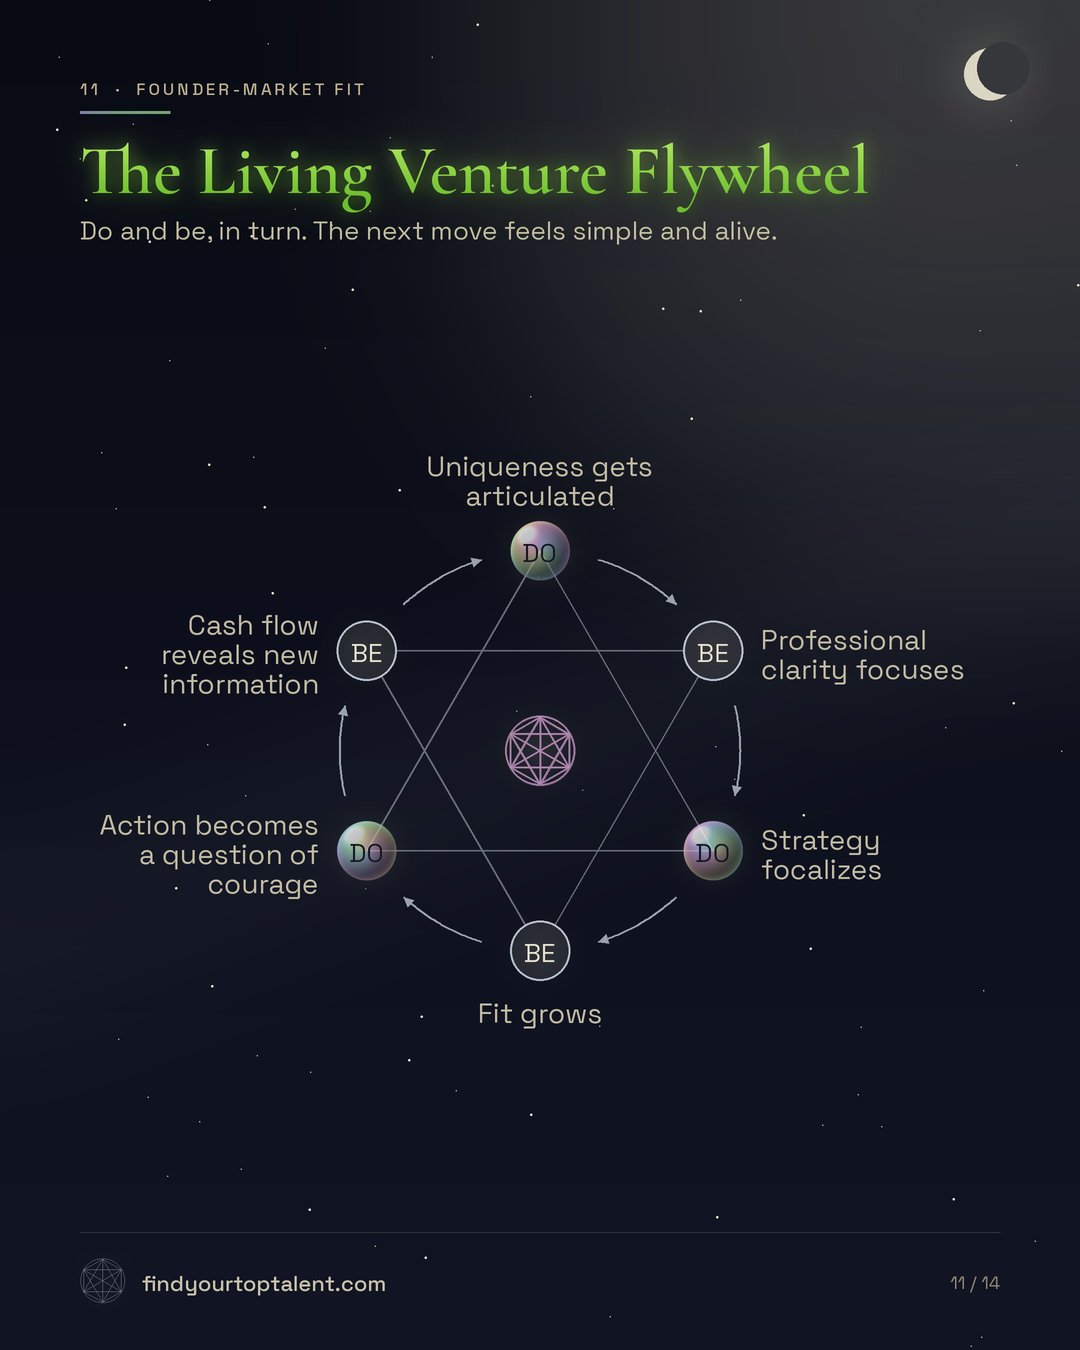 11 · FOUNDER-MARKET FIT
The Living Venture Flywheel
Do and be, in turn. The next move feels simple and alive.
Uniqueness gets
articulated
DO
BE
Professional
clarity focuses
DO
Strategy
focalizes
BE
Fit grows
DO
Action becomes
a question of
courage
BE
Cash flow
reveals new
information
findyourtoptalent.com
11 / 14